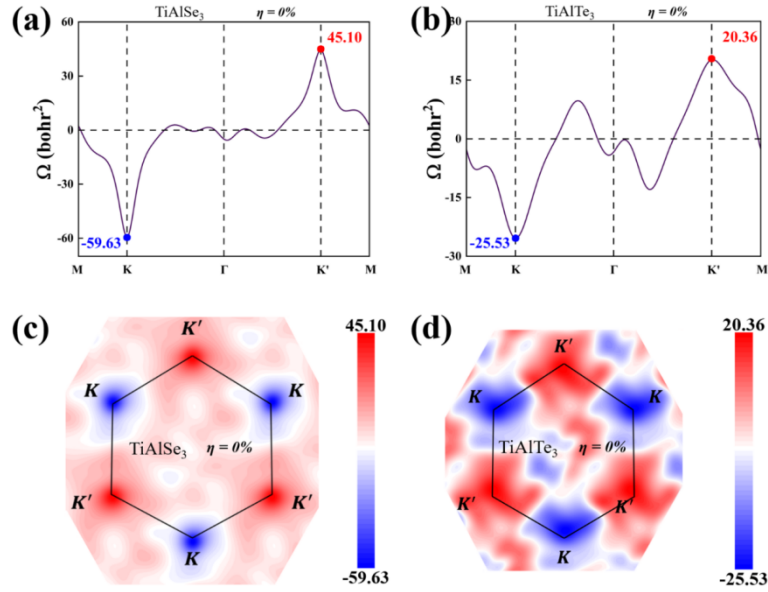 (a)
TiAlSe₃ η = 0%
Ω (bohr²)
60
30
0
-30
-60
45.10
-59.63
M K Γ K' M
(b)
TiAlTe₃ η = 0%
Ω (bohr²)
30
15
0
-15
-30
20.36
-25.53
M K Γ K' M
(c)
K'
K K
TiAlSe₃ η = 0%
K' K'
K
45.10
-59.63
(d)
K'
K K
TiAlTe₃ η = 0%
K' K'
K
20.36
-25.53